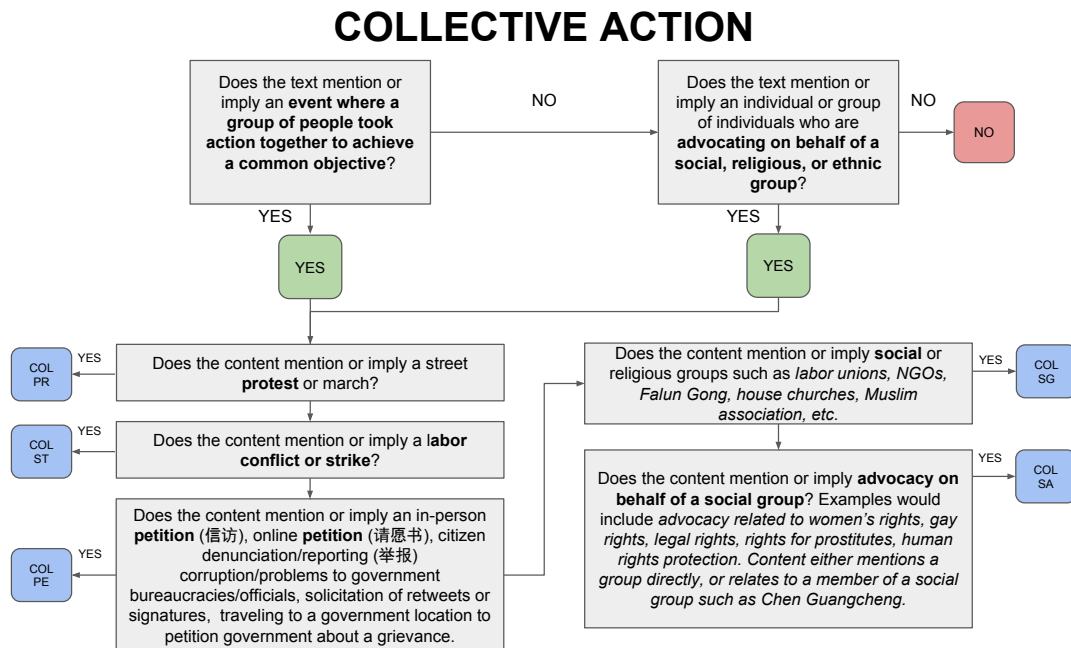 COLLECTIVE ACTION
Does the text mention or
imply an event where a
group of people took
action together to achieve
a common objective?
NO
Does the text mention or
imply an individual or group
of individuals who are
advocating on behalf of a
social, religious, or ethnic
group?
NO
NO
YES
YES
YES
YES
COL
PR
YES
Does the content mention or imply a street
protest or march?
COL
ST
YES
Does the content mention or imply a labor
conflict or strike?
COL
PE
YES
Does the content mention or imply an in-person
petition (信访), online petition (请愿书), citizen
denunciation/reporting (举报)
corruption/problems to government
bureaucracies/officials, solicitation of retweets or
signatures, traveling to a government location to
petition government about a grievance.
Does the content mention or imply social or
religious groups such as labor unions, NGOs,
Falun Gong, house churches, Muslim
association, etc.
YES
COL
SG
Does the content mention or imply advocacy on
behalf of a social group? Examples would
include advocacy related to women's rights, gay
rights, legal rights, rights for prostitutes, human
rights protection. Content either mentions a
group directly, or relates to a member of a social
group such as Chen Guangcheng.
YES
COL
SA